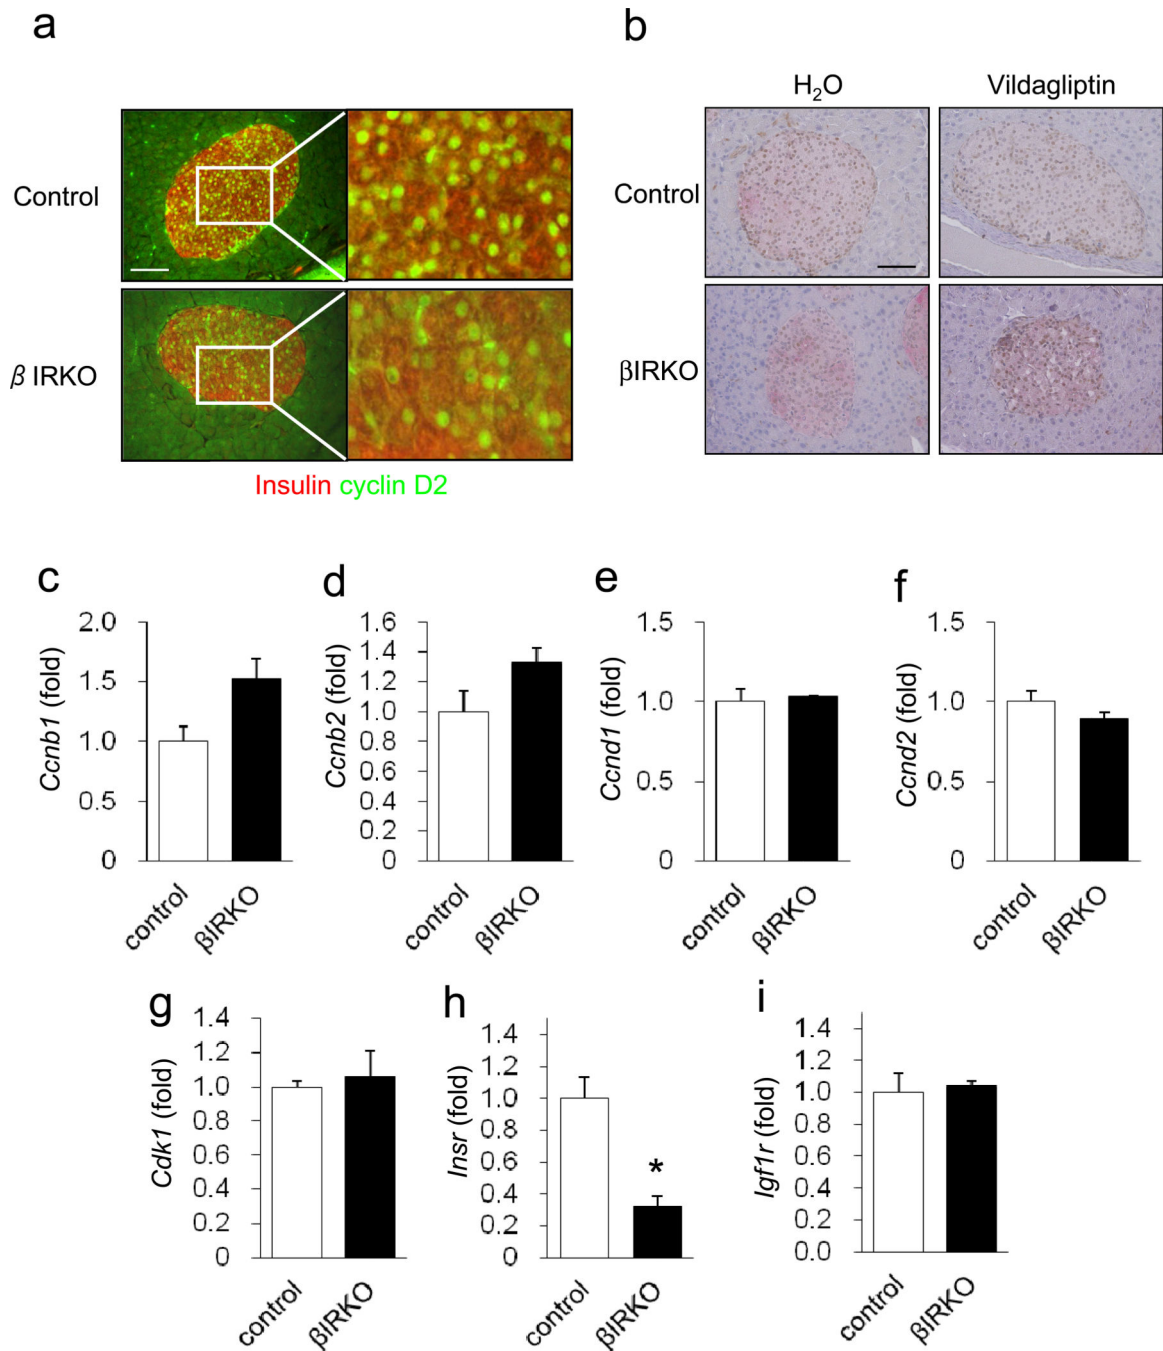 a
b
H₂O Vildagliptin
Control
Control
β IRKO
βIRKO
Insulin cyclin D2
c
2.0
1.5
1.0
0.5
0
Ccnb1 (fold)
control
βIRKO
d
1.6
1.4
1.2
1.0
0.8
0.6
0.4
0.2
0
Ccnb2 (fold)
control
βIRKO
e
1.5
1.0
0.5
0
Ccnd1 (fold)
control
βIRKO
f
1.5
1.0
0.5
0
Ccnd2 (fold)
control
βIRKO
g
1.4
1.2
1.0
0.8
0.6
0.4
0.2
0
Cdk1 (fold)
control
βIRKO
h
1.4
1.2
1.0
0.8
0.6
0.4
0.2
0
Insr (fold)
*
control
βIRKO
i
1.4
1.2
1.0
0.8
0.6
0.4
0.2
0.0
Igf1r (fold)
control
βIRKO